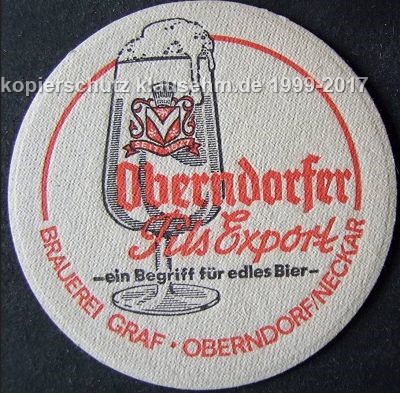 kopierschutz klausehm.de 1999-2017
Oberndorfer
Pils Export
-ein Begriff für edles Bier-
BRAUEREI GRAF · OBERNDORF/NECKAR